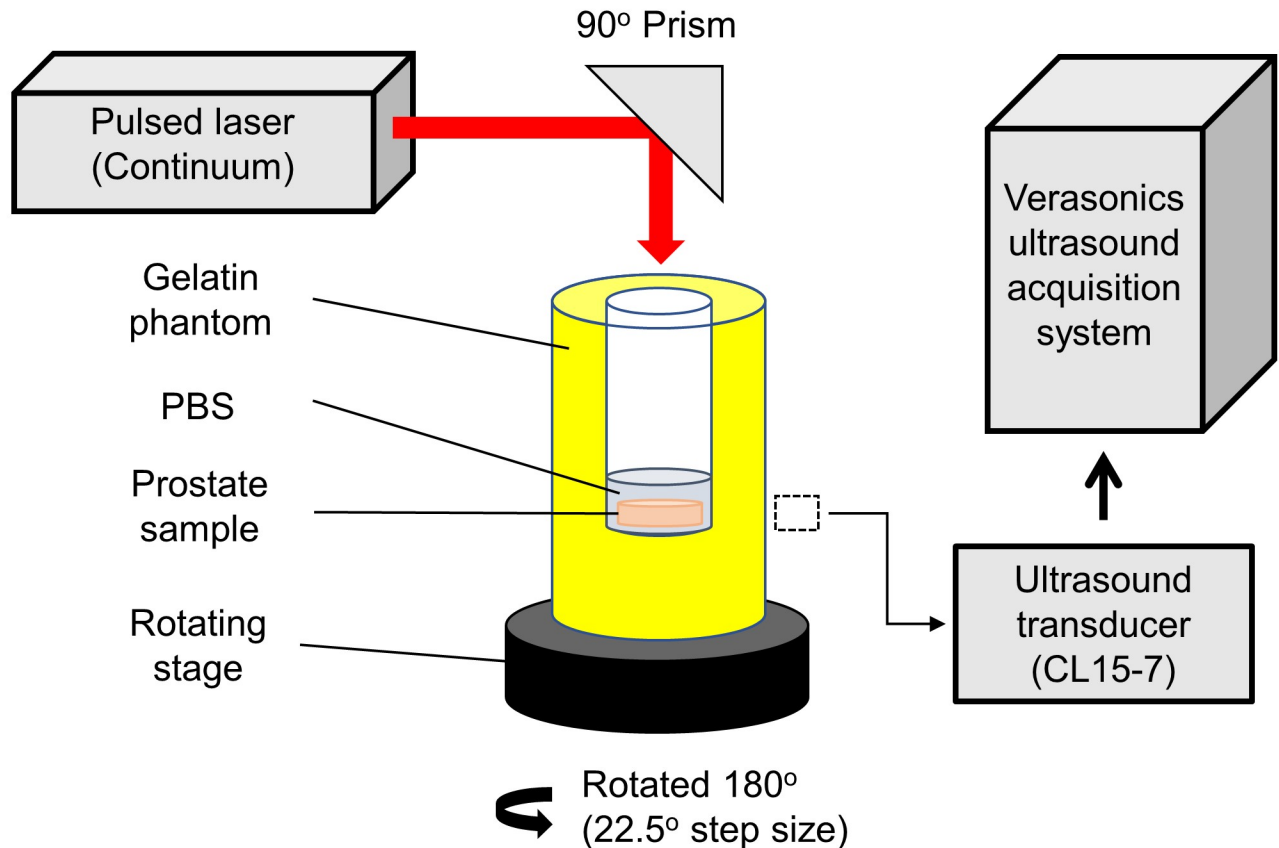 90º Prism
Pulsed laser
(Continuum)
Verasonics
ultrasound
acquisition
system
Gelatin
phantom
PBS
Prostate
sample
Rotating
stage
Ultrasound
transducer
(CL15-7)
Rotated 180º
(22.5º step size)